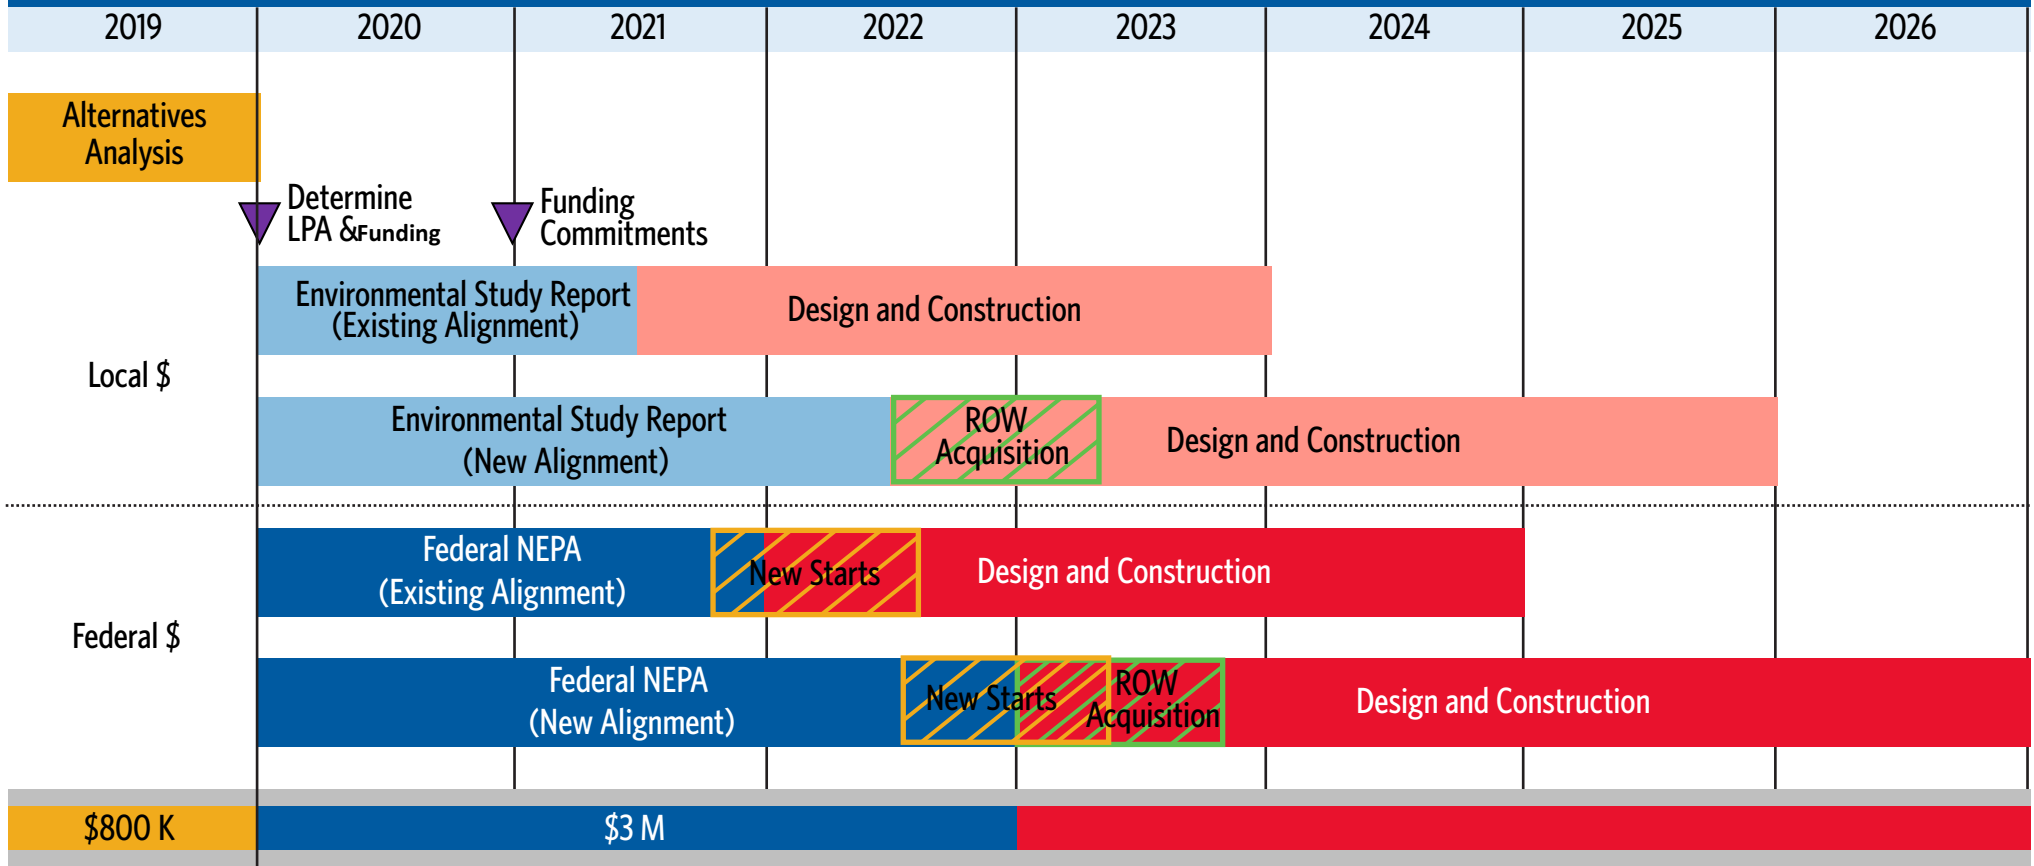 2019 2020 2021 2022 2023 2024 2025 2026
Alternatives
Analysis
Determine
LPA &Funding
Funding
Commitments
Local $
Environmental Study Report
(Existing Alignment)
Design and Construction
Environmental Study Report
(New Alignment)
ROW
Acquisition
Design and Construction
Federal $
Federal NEPA
(Existing Alignment)
New Starts
Design and Construction
Federal NEPA
(New Alignment)
New Starts
ROW
Acquisition
Design and Construction
$800 K
$3 M